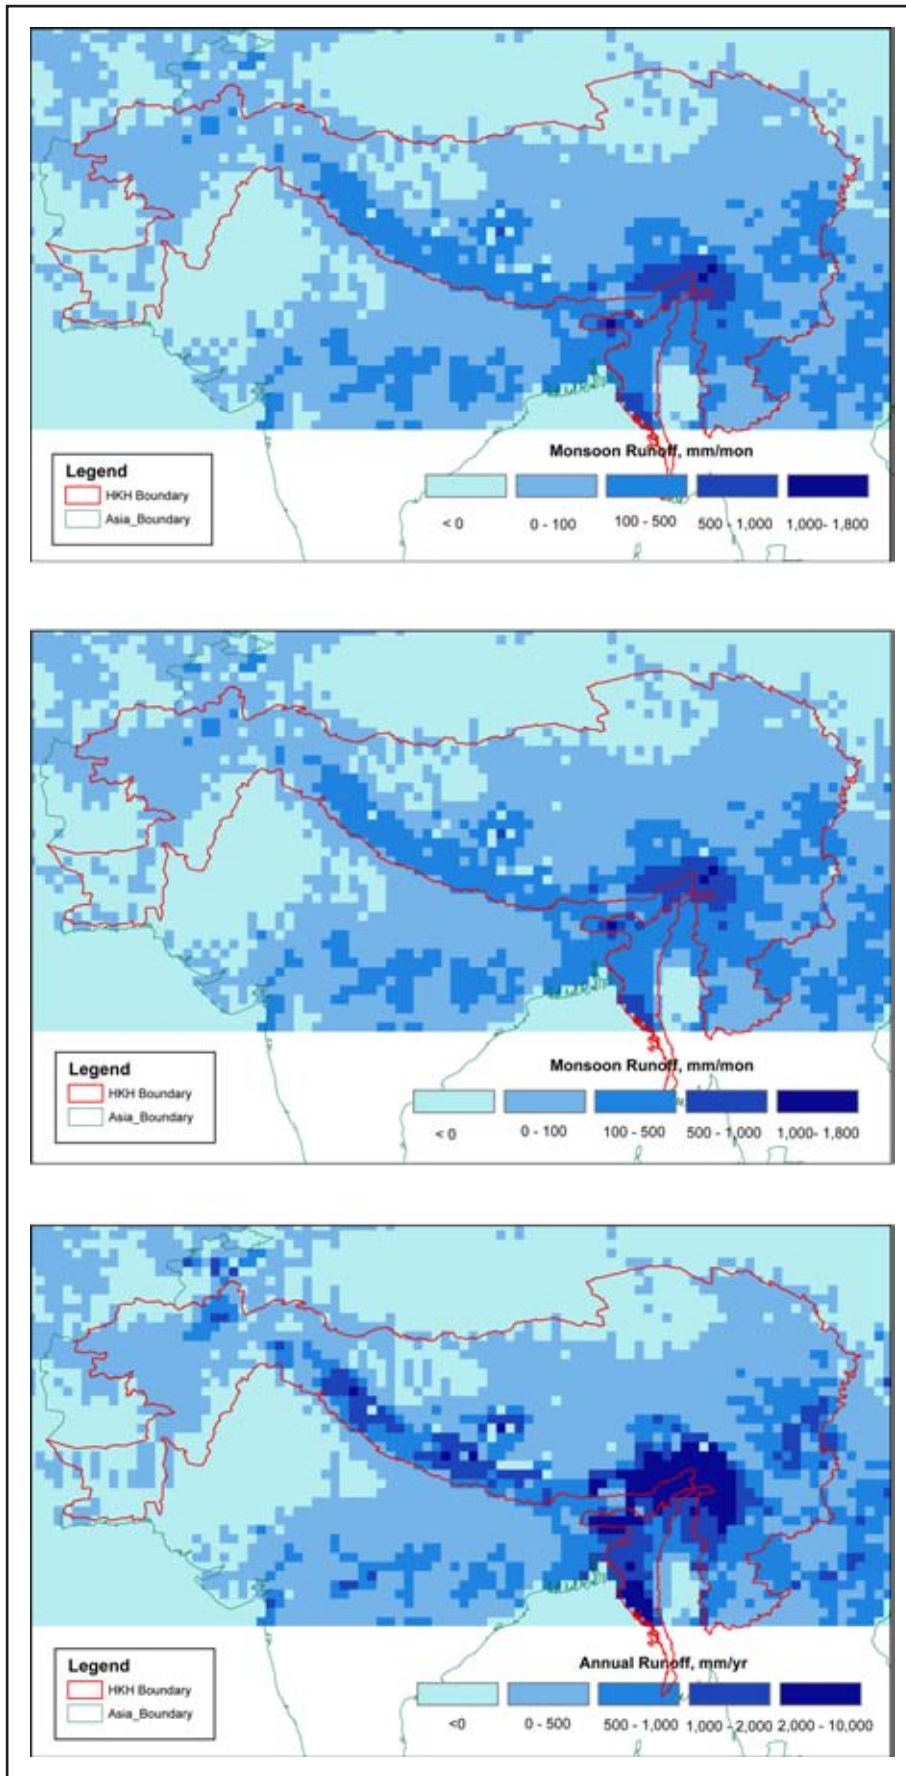 Monsoon Runoff, mm/mon
Legend
HKH Boundary
Asia_Boundary
< 0
0 - 100
100 - 500
500 - 1,000
1,000- 1,800
Monsoon Runoff, mm/mon
Legend
HKH Boundary
Asia_Boundary
< 0
0 - 100
100 - 500
500 - 1,000
1,000- 1,800
Annual Runoff, mm/yr
Legend
HKH Boundary
Asia_Boundary
<0
0 - 500
500 - 1,000
1,000 - 2,000
2,000 - 10,000